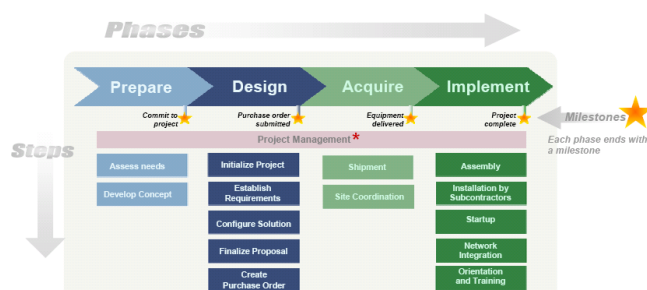 Phases
Prepare
Design
Acquire
Implement
Commit to
project
Purchase order
submitted
Equipment
delivered
Project
complete
Milestones
Each phase ends with
a milestone
Project Management*
Steps
Assess needs
Develop Concept
Initialize Project
Establish
Requirements
Configure Solution
Finalize Proposal
Create
Purchase Order
Shipment
Site Coordination
Assembly
Installation by
Subcontractors
Startup
Network
Integration
Orientation
and Training